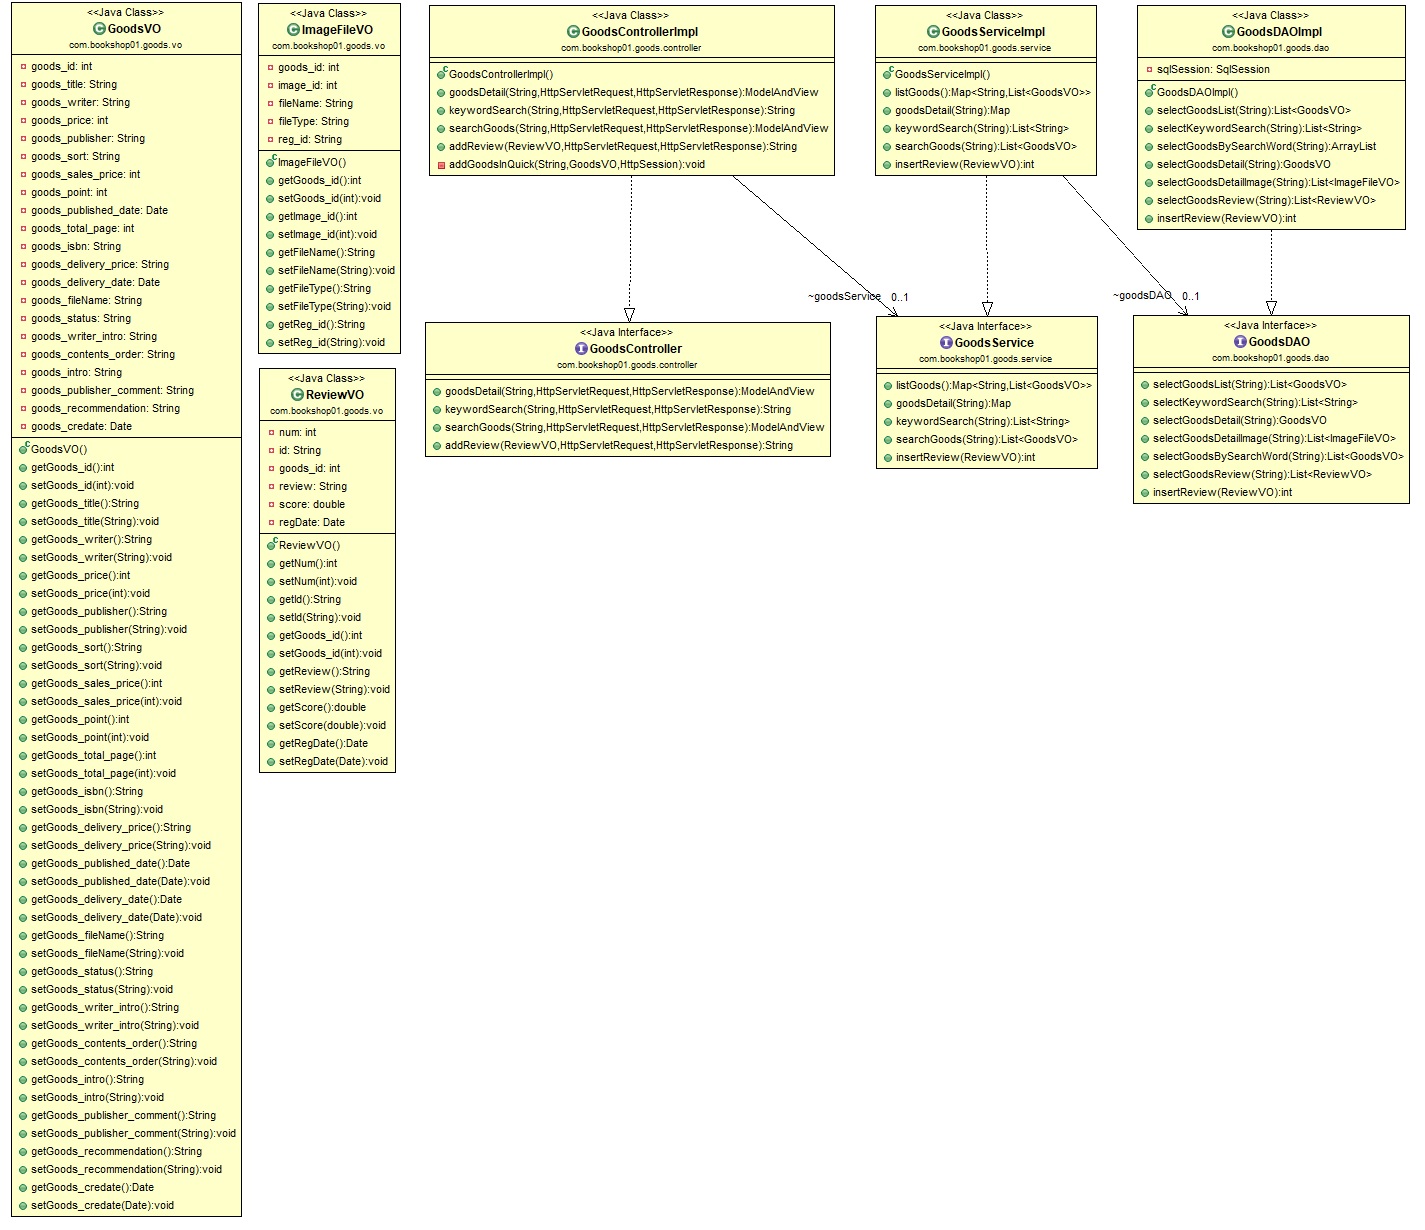 <<Java Class>>
GoodsVO
com.bookshop01.goods.vo
goods_id: int
goods_title: String
goods_writer: String
goods_price: int
goods_publisher: String
goods_sort: String
goods_sales_price: int
goods_point: int
goods_published_date: Date
goods_total_page: int
goods_isbn: String
goods_delivery_price: String
goods_delivery_date: Date
goods_fileName: String
goods_status: String
goods_writer_intro: String
goods_contents_order: String
goods_intro: String
goods_publisher_comment: String
goods_recommendation: String
goods_credate: Date
GoodsVO()
getGoods_id():int
setGoods_id(int):void
getGoods_title():String
setGoods_title(String):void
getGoods_writer():String
setGoods_writer(String):void
getGoods_price():int
setGoods_price(int):void
getGoods_publisher():String
setGoods_publisher(String):void
getGoods_sort():String
setGoods_sort(String):void
getGoods_sales_price():int
setGoods_sales_price(int):void
getGoods_point():int
setGoods_point(int):void
getGoods_total_page():int
setGoods_total_page(int):void
getGoods_isbn():String
setGoods_isbn(String):void
getGoods_delivery_price():String
setGoods_delivery_price(String):void
getGoods_published_date():Date
setGoods_published_date(Date):void
getGoods_delivery_date():Date
setGoods_delivery_date(Date):void
getGoods_fileName():String
setGoods_fileName(String):void
getGoods_status():String
setGoods_status(String):void
getGoods_writer_intro():String
setGoods_writer_intro(String):void
getGoods_contents_order():String
setGoods_contents_order(String):void
getGoods_intro():String
setGoods_intro(String):void
getGoods_publisher_comment():String
setGoods_publisher_comment(String):void
getGoods_recommendation():String
setGoods_recommendation(String):void
getGoods_credate():Date
setGoods_credate(Date):void
<<Java Class>>
ImageFileVO
com.bookshop01.goods.vo
goods_id: int
image_id: int
fileName: String
fileType: String
reg_id: String
ImageFileVO()
getGoods_id():int
setGoods_id(int):void
getImage_id():int
setImage_id(int):void
getFileName():String
setFileName(String):void
getFileType():String
setFileType(String):void
getReg_id():String
setReg_id(String):void
<<Java Class>>
ReviewVO
com.bookshop01.goods.vo
num: int
id: String
goods_id: int
review: String
score: double
regDate: Date
ReviewVO()
getNum():int
setNum(int):void
getId():String
setId(String):void
getGoods_id():int
setGoods_id(int):void
getReview():String
setReview(String):void
getScore():double
setScore(double):void
getRegDate():Date
setRegDate(Date):void
<<Java Class>>
GoodsControllerImpl
com.bookshop01.goods.controller
GoodsControllerImpl()
goodsDetail(String,HttpServletRequest,HttpServletResponse):ModelAndView
keywordSearch(String,HttpServletRequest,HttpServletResponse):String
searchGoods(String,HttpServletRequest,HttpServletResponse):ModelAndView
addReview(ReviewVO,HttpServletRequest,HttpServletResponse):String
addGoodsInQuick(String,GoodsVO,HttpSession):void
<<Java Class>>
GoodsServiceImpl
com.bookshop01.goods.service
GoodsServiceImpl()
listGoods():Map<String,List<GoodsVO>>
goodsDetail(String):Map
keywordSearch(String):List<String>
searchGoods(String):List<GoodsVO>
insertReview(ReviewVO):int
<<Java Class>>
GoodsDAOImpl
com.bookshop01.goods.dao
sqlSession: SqlSession
GoodsDAOImpl()
selectGoodsList(String):List<GoodsVO>
selectKeywordSearch(String):List<String>
selectGoodsBySearchWord(String):ArrayList
selectGoodsDetail(String):GoodsVO
selectGoodsDetailImage(String):List<ImageFileVO>
selectGoodsReview(String):List<ReviewVO>
insertReview(ReviewVO):int
~goodsService 0..1
~goodsDAO 0..1
<<Java Interface>>
GoodsController
com.bookshop01.goods.controller
goodsDetail(String,HttpServletRequest,HttpServletResponse):ModelAndView
keywordSearch(String,HttpServletRequest,HttpServletResponse):String
searchGoods(String,HttpServletRequest,HttpServletResponse):ModelAndView
addReview(ReviewVO,HttpServletRequest,HttpServletResponse):String
<<Java Interface>>
GoodsService
com.bookshop01.goods.service
listGoods():Map<String,List<GoodsVO>>
goodsDetail(String):Map
keywordSearch(String):List<String>
searchGoods(String):List<GoodsVO>
insertReview(ReviewVO):int
<<Java Interface>>
GoodsDAO
com.bookshop01.goods.dao
selectGoodsList(String):List<GoodsVO>
selectKeywordSearch(String):List<String>
selectGoodsDetail(String):GoodsVO
selectGoodsDetailImage(String):List<ImageFileVO>
selectGoodsBySearchWord(String):List<GoodsVO>
selectGoodsReview(String):List<ReviewVO>
insertReview(ReviewVO):int